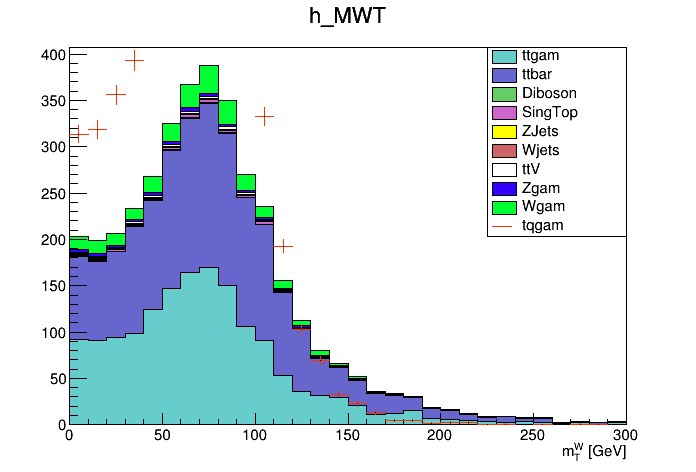 h_MWT
400
350
300
250
200
150
100
50
0
ttgam
ttbar
Diboson
SingTop
ZJets
Wjets
ttV
Zgam
Wgam
tqgam
0 50 100 150 200 250 300
m_T^W [GeV]